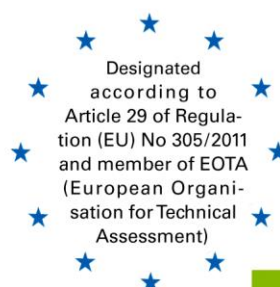 Designated
according to
Article 29 of Regula-
tion (EU) No 305/2011
and member of EOTA
(European Organi-
sation for Technical
Assessment)